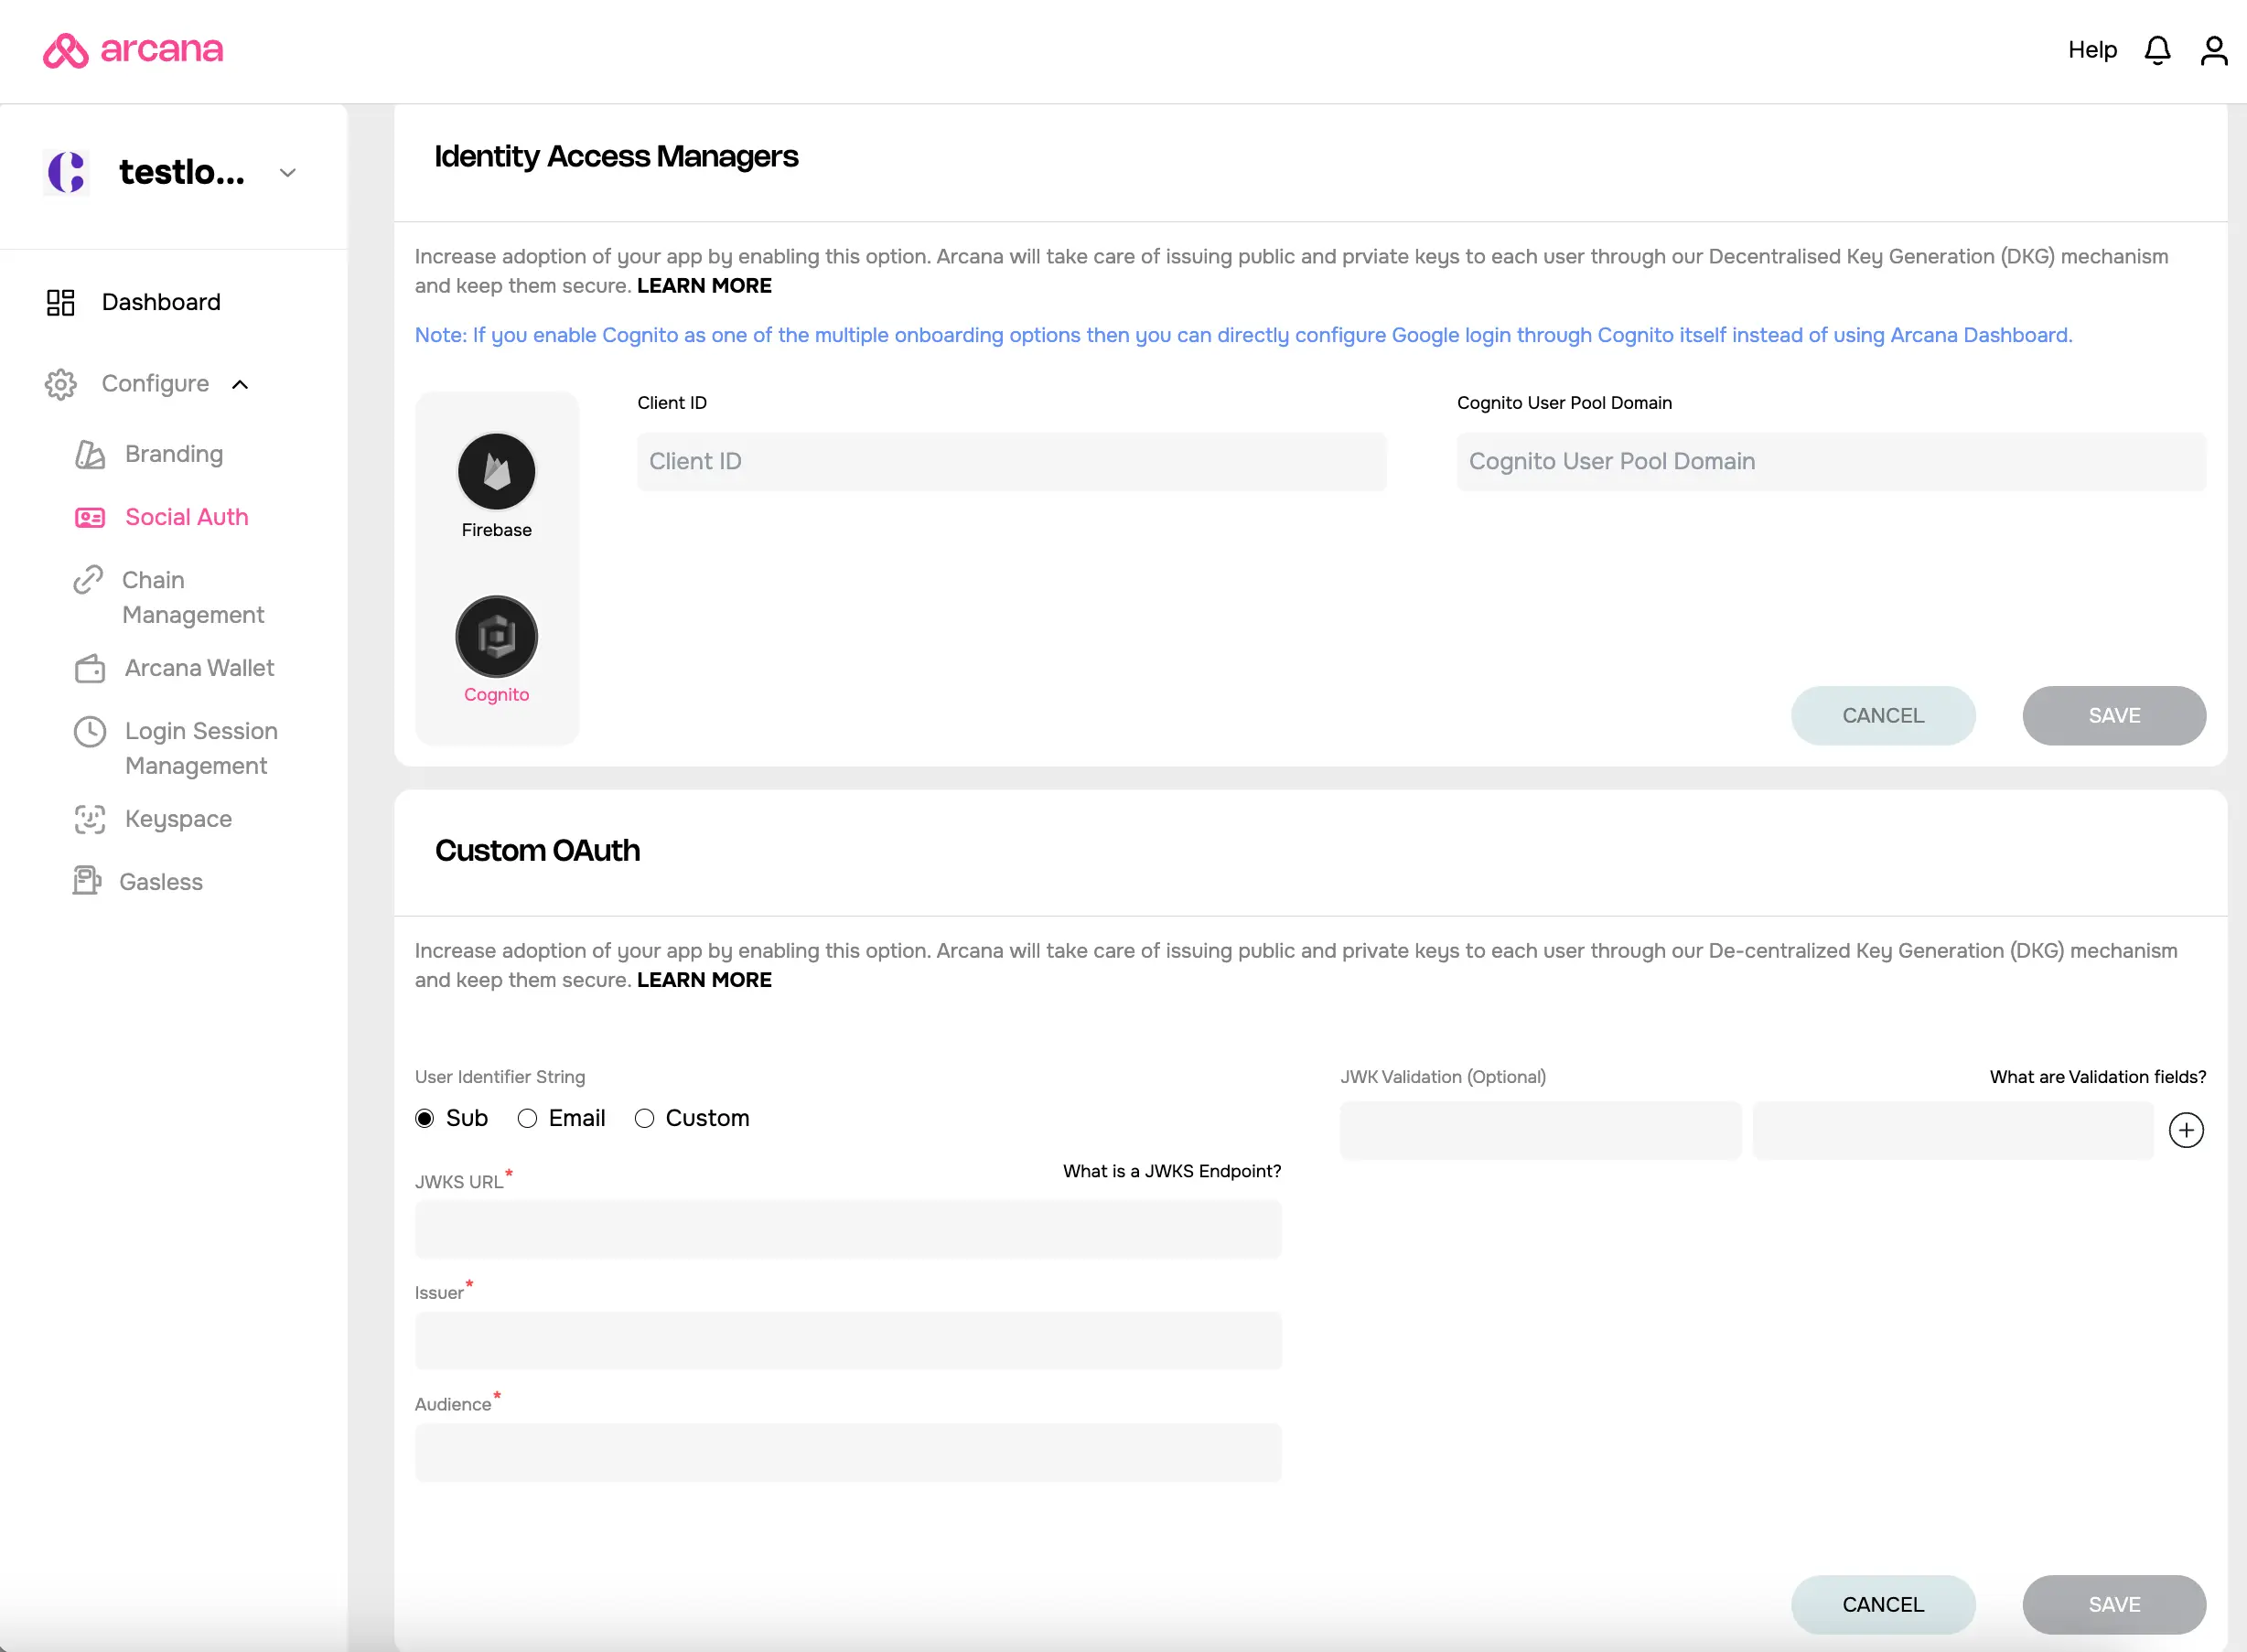 arcana
Help
testlo...
Dashboard
Configure
Branding
Social Auth
Chain
Management
Arcana Wallet
Login Session
Management
Keyspace
Gasless
Identity Access Managers
Increase adoption of your app by enabling this option. Arcana will take care of issuing public and prviate keys to each user through our Decentralised Key Generation (DKG) mechanism
and keep them secure. LEARN MORE
Note: If you enable Cognito as one of the multiple onboarding options then you can directly configure Google login through Cognito itself instead of using Arcana Dashboard.
Firebase
Cognito
Client ID
Client ID
Cognito User Pool Domain
Cognito User Pool Domain
CANCEL
SAVE
Custom OAuth
Increase adoption of your app by enabling this option. Arcana will take care of issuing public and private keys to each user through our De-centralized Key Generation (DKG) mechanism
and keep them secure. LEARN MORE
User Identifier String
Sub Email Custom
JWKS URL* What is a JWKS Endpoint?
Issuer*
Audience*
JWK Validation (Optional) What are Validation fields?
CANCEL
SAVE